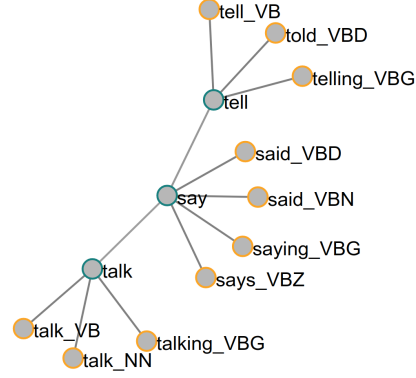 tell_VB
told_VBD
telling_VBG
tell
said_VBD
say
said_VBN
saying_VBG
talk
says_VBZ
talk_VB
talking_VBG
talk_NN